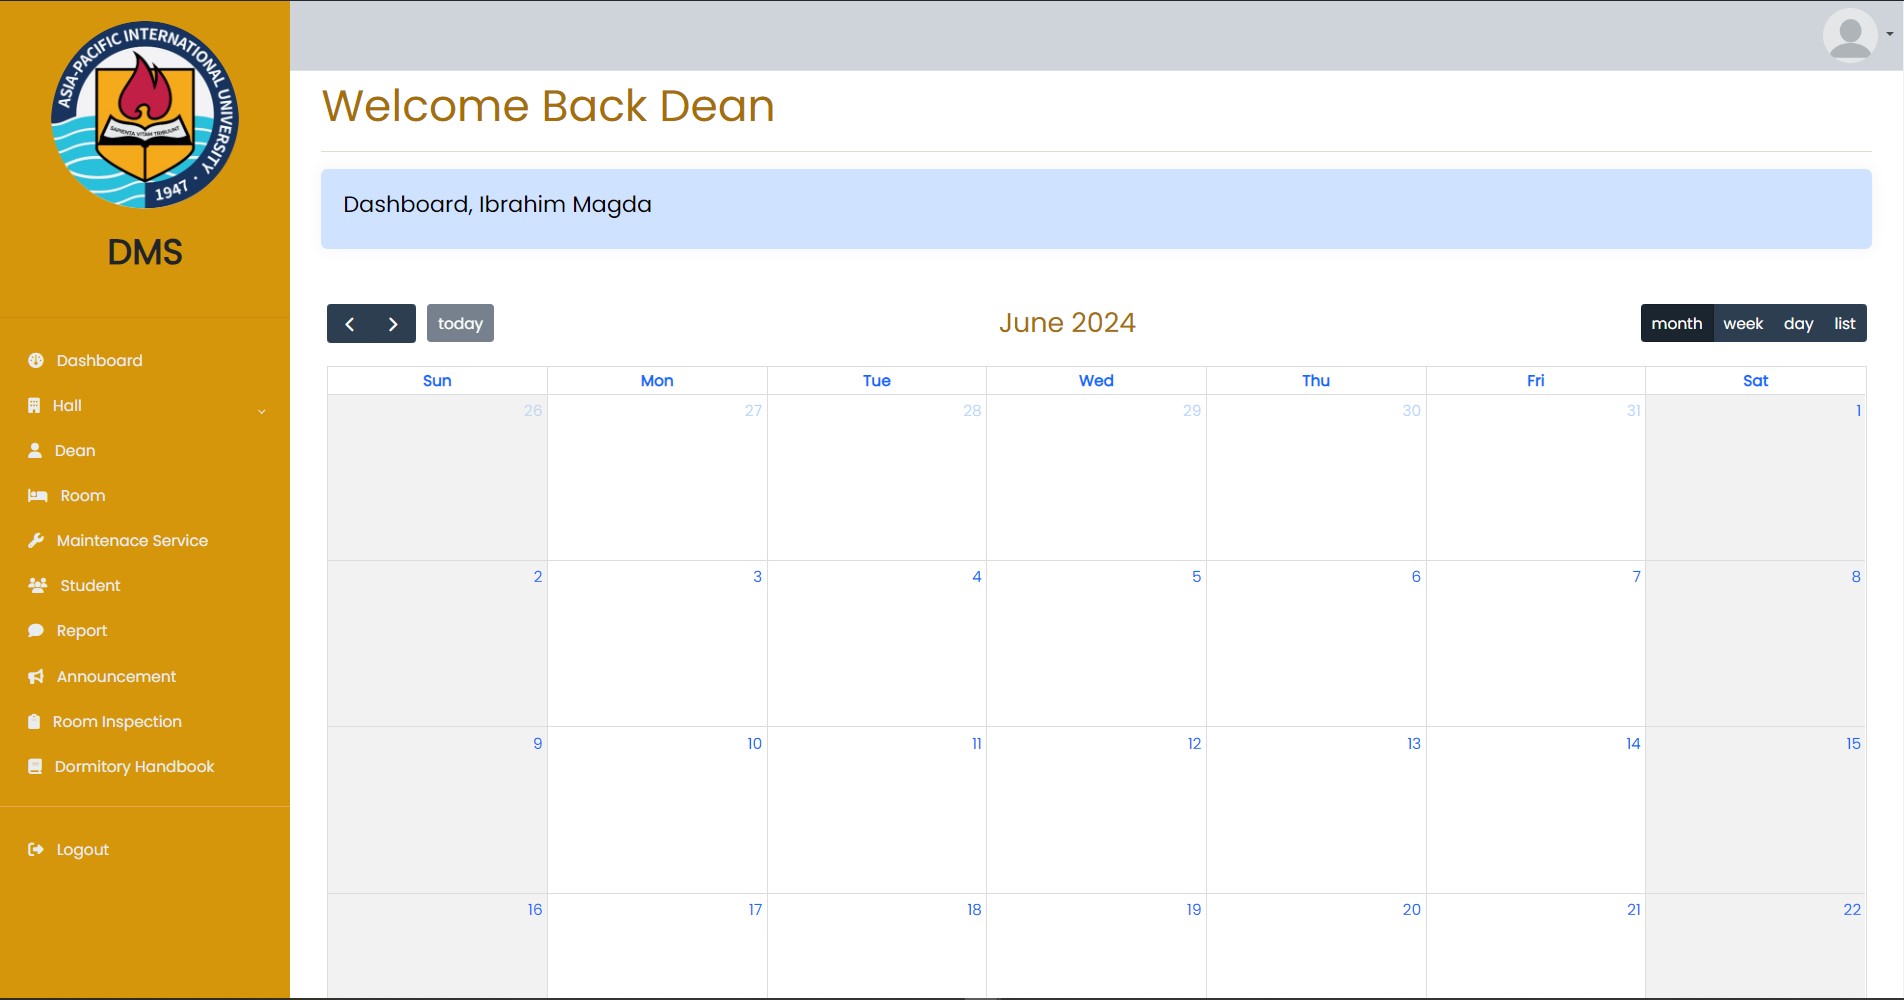 ASIA-PACIFIC INTERNATIONAL UNIVERSITY
SAPIENTIA VITAM TRIBUUNT
· 1947 ·
DMS
Dashboard
Hall
Dean
Room
Maintenace Service
Student
Report
Announcement
Room Inspection
Dormitory Handbook
Logout
Welcome Back Dean
Dashboard, Ibrahim Magda
today
June 2024
month week day list
Sun Mon Tue Wed Thu Fri Sat
26 27 28 29 30 31 1
2 3 4 5 6 7 8
9 10 11 12 13 14 15
16 17 18 19 20 21 22